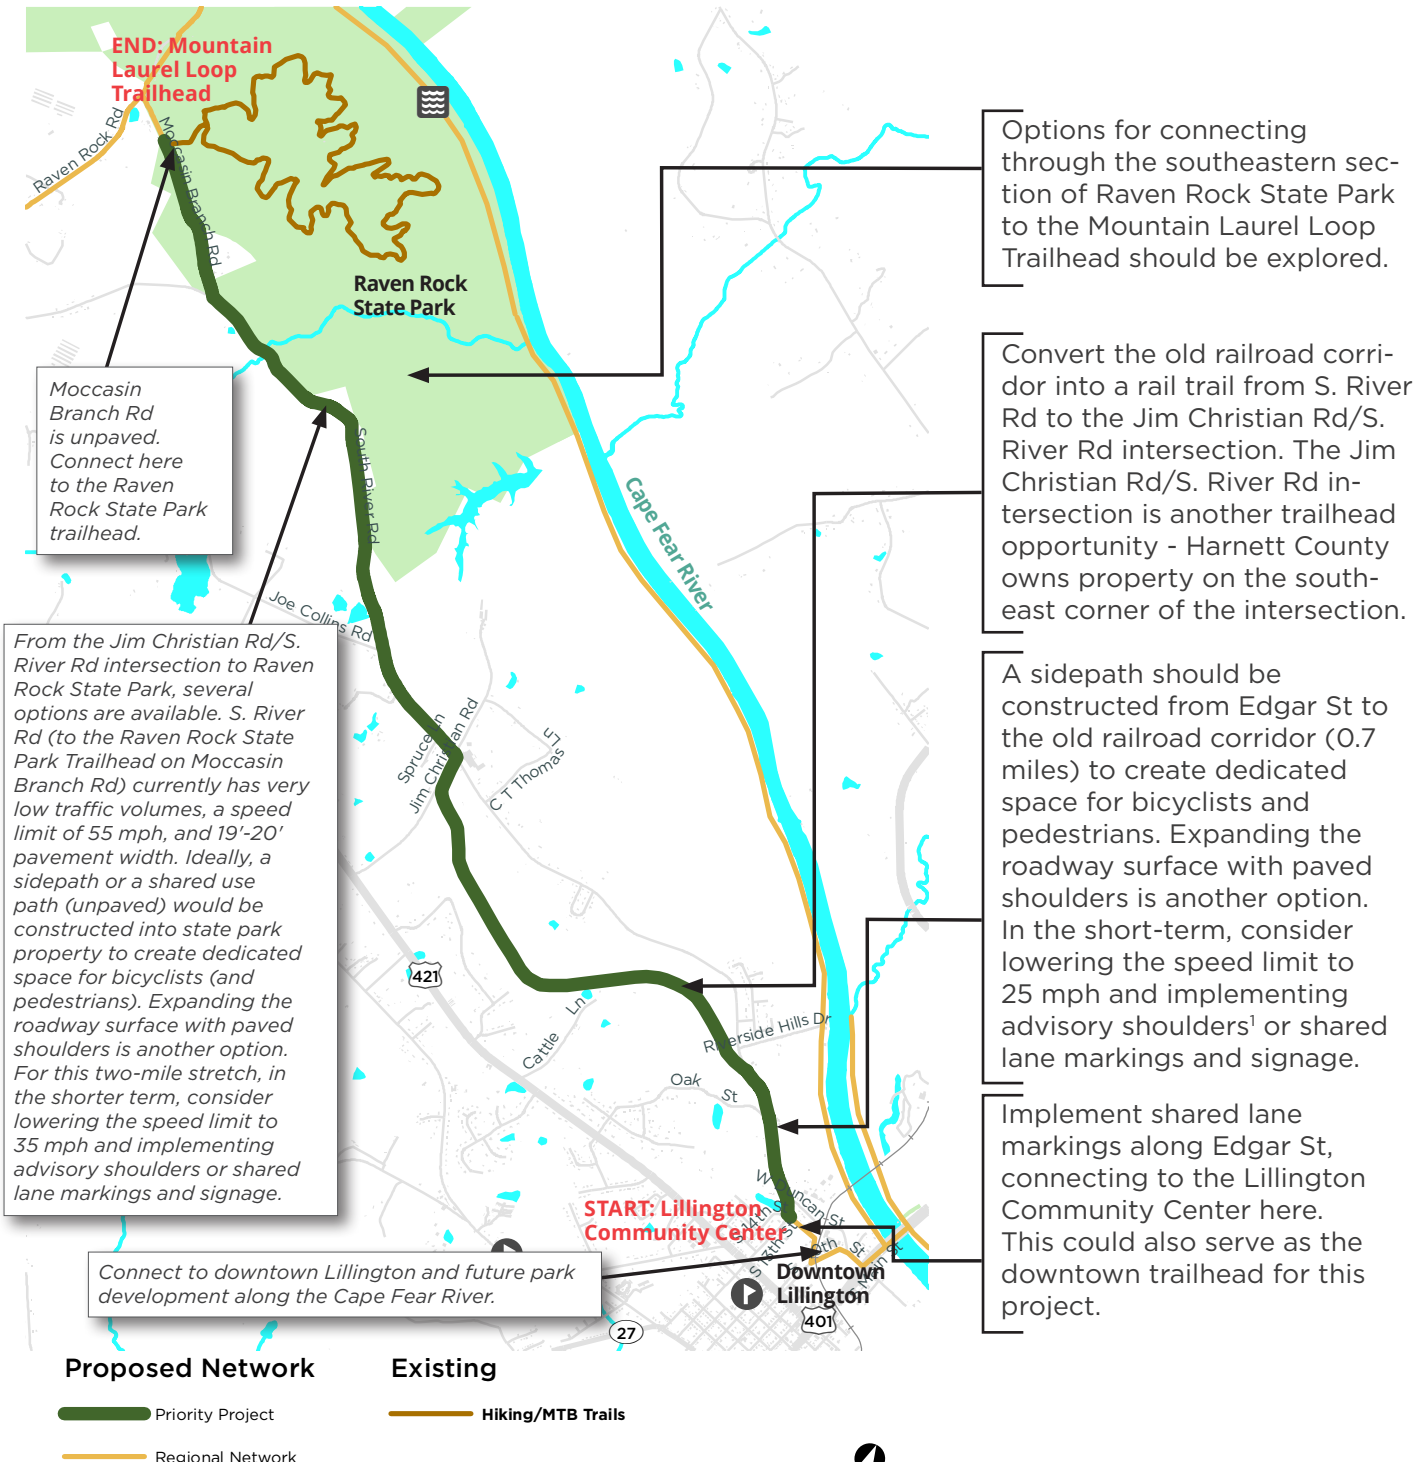 END: Mountain
Laurel Loop
Trailhead
Raven Rock Rd
Moccasin Branch Rd
Raven Rock
State Park
Moccasin
Branch Rd
is unpaved.
Connect here
to the Raven
Rock State Park
trailhead.
South River Rd
Cape Fear River
Joe Collins Rd
From the Jim Christian Rd/S.
River Rd intersection to Raven
Rock State Park, several
options are available. S. River
Rd (to the Raven Rock State
Park Trailhead on Moccasin
Branch Rd) currently has very
low traffic volumes, a speed
limit of 55 mph, and 19'-20'
pavement width. Ideally, a
sidepath or a shared use
path (unpaved) would be
constructed into state park
property to create dedicated
space for bicyclists (and
pedestrians). Expanding the
roadway surface with paved
shoulders is another option.
For this two-mile stretch, in
the shorter term, consider
lowering the speed limit to
35 mph and implementing
advisory shoulders or shared
lane markings and signage.
Spruce Ln
Jim Christian Rd
C T Thomas Ln
421
Cattle Ln
Riverside Hills Dr
Oak St
W Duncan St
START: Lillington
Community Center
S 14th St
S 13th St
St
Downtown
Lillington
401
27
Connect to downtown Lillington and future park
development along the Cape Fear River.
Options for connecting
through the southeastern sec-
tion of Raven Rock State Park
to the Mountain Laurel Loop
Trailhead should be explored.
Convert the old railroad corri-
dor into a rail trail from S. River
Rd to the Jim Christian Rd/S.
River Rd intersection. The Jim
Christian Rd/S. River Rd in-
tersection is another trailhead
opportunity - Harnett County
owns property on the south-
east corner of the intersection.
A sidepath should be
constructed from Edgar St to
the old railroad corridor (0.7
miles) to create dedicated
space for bicyclists and
pedestrians. Expanding the
roadway surface with paved
shoulders is another option.
In the short-term, consider
lowering the speed limit to
25 mph and implementing
advisory shoulders¹ or shared
lane markings and signage.
Implement shared lane
markings along Edgar St,
connecting to the Lillington
Community Center here.
This could also serve as the
downtown trailhead for this
project.
Proposed Network
Priority Project
Regional Network
Existing
Hiking/MTB Trails